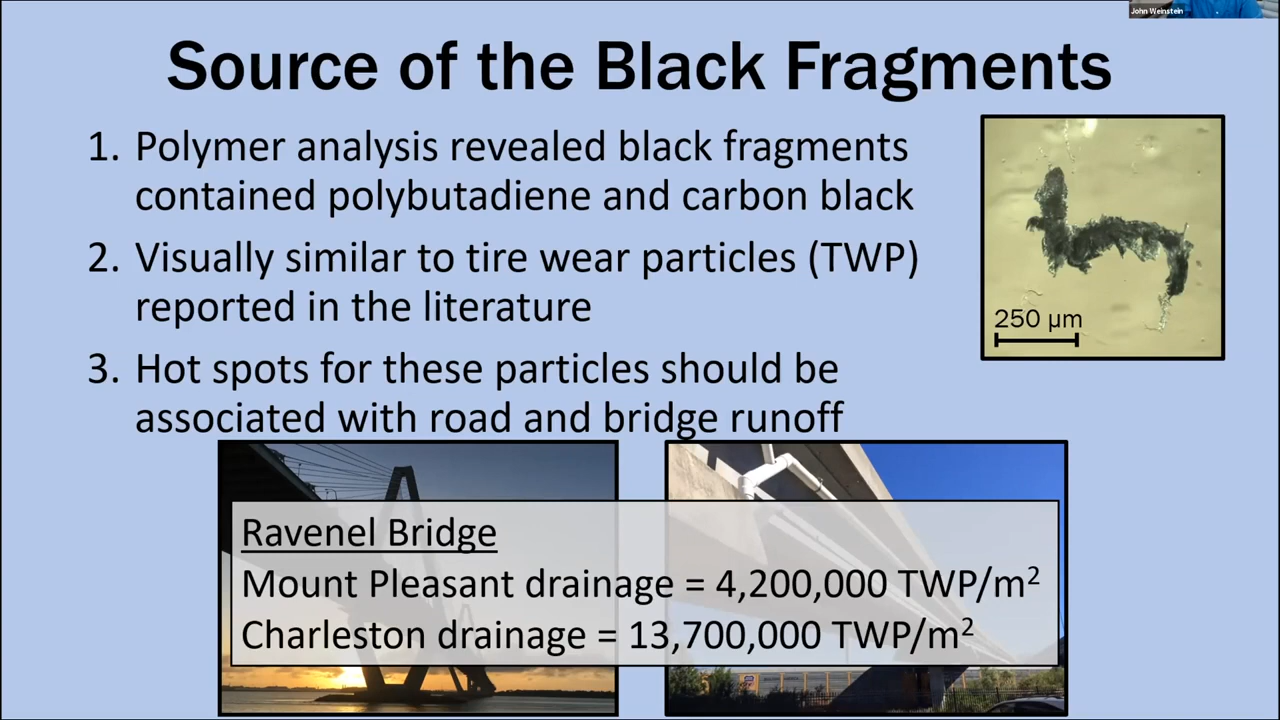 John Weinstein
Source of the Black Fragments
1. Polymer analysis revealed black fragments
contained polybutadiene and carbon black
2. Visually similar to tire wear particles (TWP)
reported in the literature
3. Hot spots for these particles should be
associated with road and bridge runoff
250 µm
Ravenel Bridge
Mount Pleasant drainage = 4,200,000 TWP/m²
Charleston drainage = 13,700,000 TWP/m²